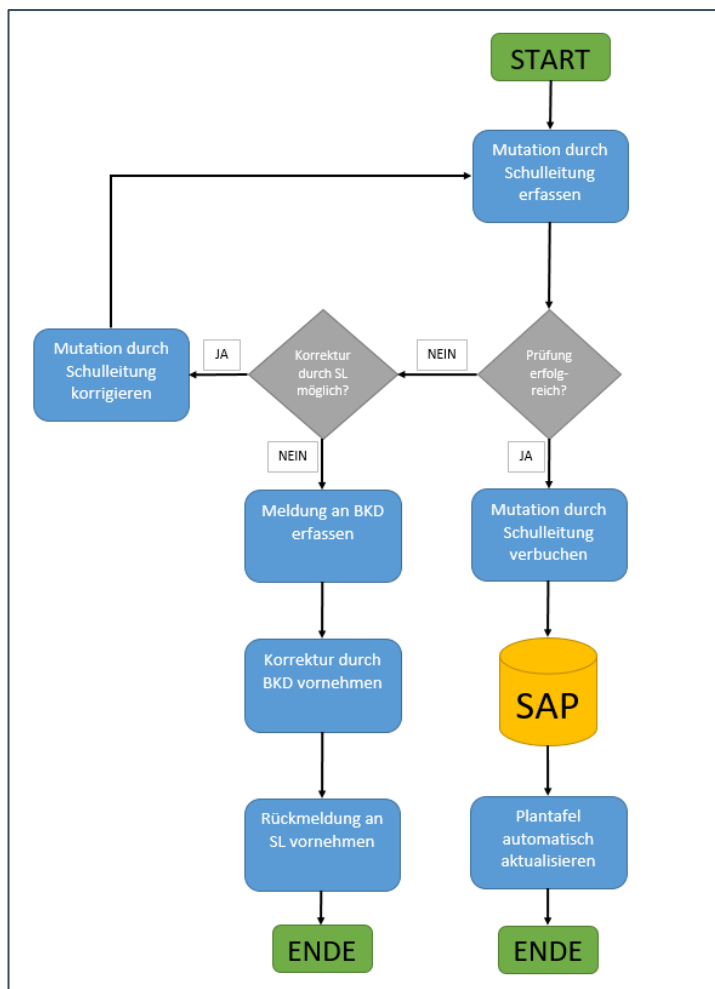 START
Mutation durch
Schulleitung
erfassen
Mutation durch
Schulleitung
korrigieren
JA
Korrektur
durch SL
möglich?
NEIN
Prüfung
erfolg-
reich?
NEIN
JA
Meldung an BKD
erfassen
Mutation durch
Schulleitung
verbuchen
Korrektur durch
BKD vornehmen
SAP
Rückmeldung an
SL vornehmen
Plantafel
automatisch
aktualisieren
ENDE
ENDE